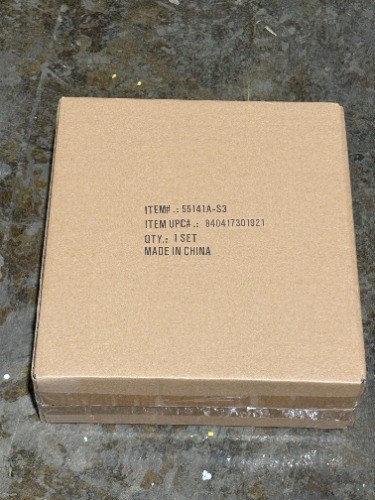 ITEM# .: 55141A-S3
ITEM UPC# .: 840417301921
QTY.: 1 SET
MADE IN CHINA